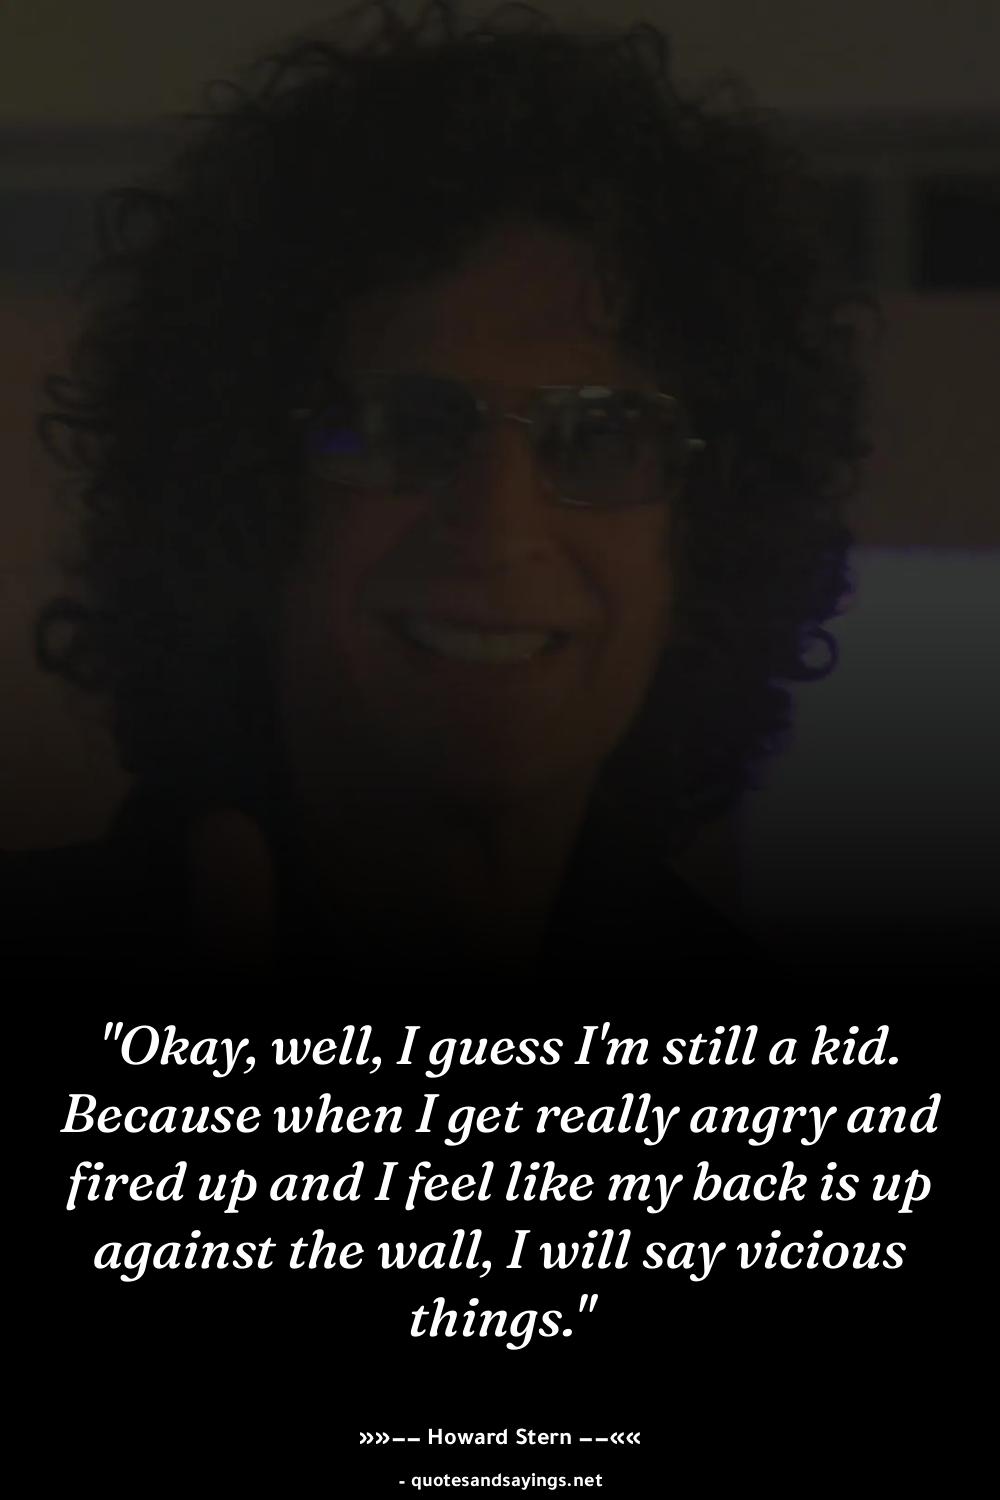 "Okay, well, I guess I'm still a kid.
Because when I get really angry and
fired up and I feel like my back is up
against the wall, I will say vicious
things."
»»—— Howard Stern ——««
- quotesandsayings.net